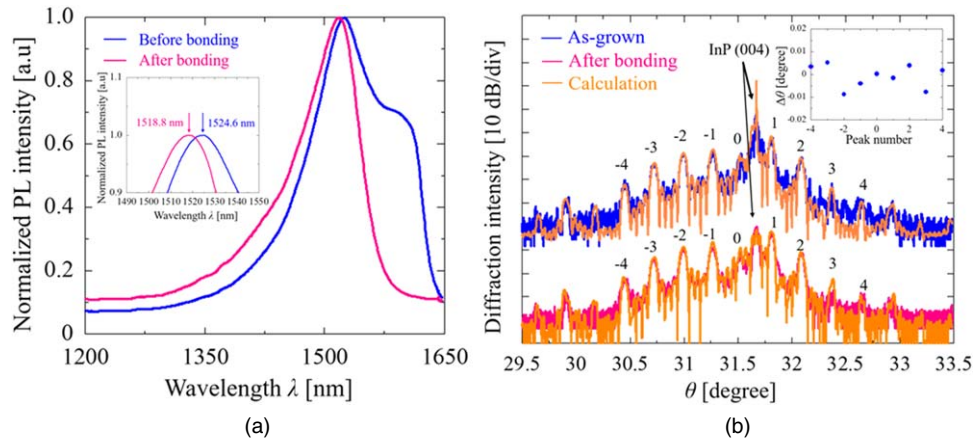 Normalized PL intensity [a.u]
1.0
0.8
0.6
0.4
0.2
0
1200
1350
1500
1650
Wavelength λ [nm]
Before bonding
After bonding
Normalized PL intensity [a.u]
1.1
1.0
0.9
1518.8 nm
1524.6 nm
1490 1500 1510 1520 1530 1540 1550
Wavelength λ [nm]
(a)
Diffraction intensity [10 dB/div]
As-grown
After bonding
Calculation
InP (004)
Δθ [degree]
0.02
0.01
0
-0.01
-0.02
-4 -2 0 2 4
Peak number
-4 -3 -2 -1 0 1 2 3 4
-4 -3 -2 -1 0 1 2 3 4
29.5 30 30.5 31 31.5 32 32.5 33 33.5
θ [degree]
(b)